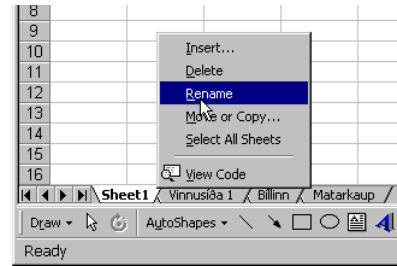 8
9
10
11
12
13
14
15
16
Insert...
Delete
Rename
Move or Copy...
Select All Sheets
View Code
Sheet1 / Vinnusíða 1 / Bíllinn / Matarkaup /
Draw AutoShapes
Ready